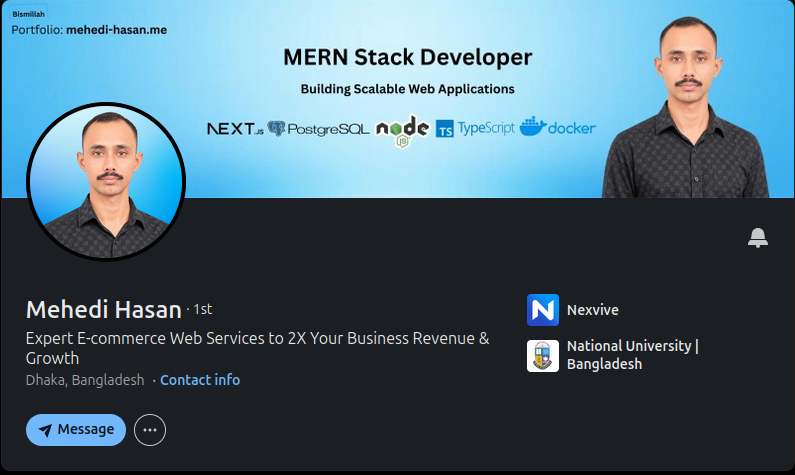 Bismillah
Portfolio: mehedi-hasan.me
MERN Stack Developer
Building Scalable Web Applications
NEXT.JS PostgreSQL node JS TS TypeScript docker
Mehedi Hasan · 1st
Expert E-commerce Web Services to 2X Your Business Revenue &
Growth
Dhaka, Bangladesh · Contact info
Message
N Nexvive
National University |
Bangladesh